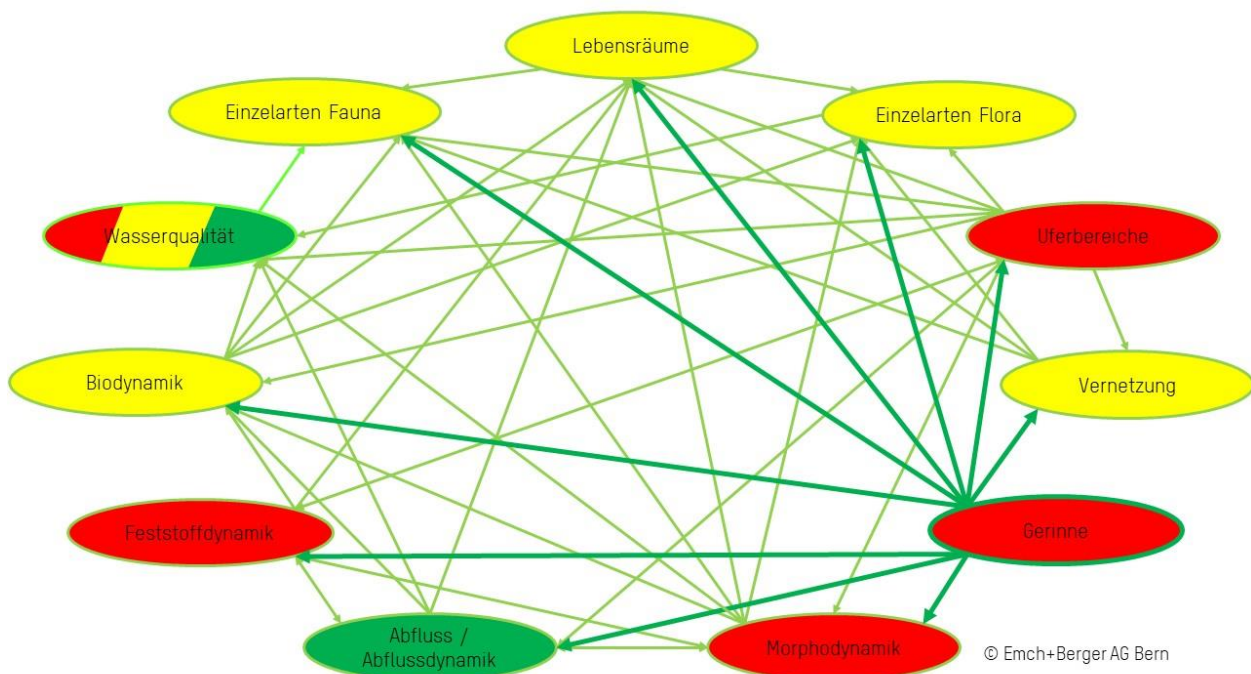 Lebensräume
Einzelarten Fauna
Einzelarten Flora
Wasserqualität
Uferbereiche
Biodynamik
Vernetzung
Feststoffdynamik
Gerinne
Abfluss /
Abflussdynamik
Morphodynamik
© Emch+Berger AG Bern